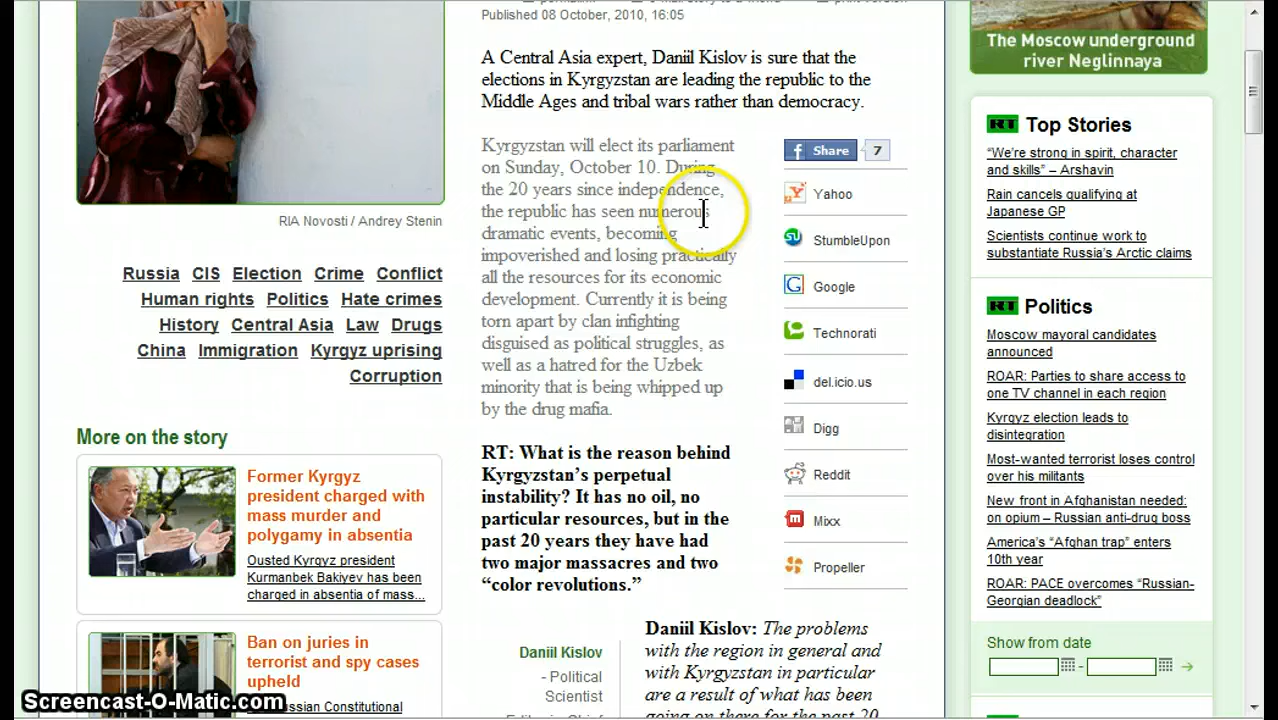 Published 08 October, 2010, 16:05
A Central Asia expert, Daniil Kislov is sure that the
elections in Kyrgyzstan are leading the republic to the
Middle Ages and tribal wars rather than democracy.
Kyrgyzstan will elect its parliament
on Sunday, October 10. During
the 20 years since independence,
the republic has seen numerous
dramatic events, becoming
impoverished and losing practically
all the resources for its economic
development. Currently it is being
torn apart by clan infighting
disguised as political struggles, as
well as a hatred for the Uzbek
minority that is being whipped up
by the drug mafia.
RT: What is the reason behind
Kyrgyzstan’s perpetual
instability? It has no oil, no
particular resources, but in the
past 20 years they have had
two major massacres and two
“color revolutions.”
Daniil Kislov
- Political
Scientist
Daniil Kislov: The problems
with the region in general and
with Kyrgyzstan in particular
are a result of what has been
going on there for the past 20
f Share 7
Yahoo
StumbleUpon
Google
Technorati
del.icio.us
Digg
Reddit
Mixx
Propeller
RIA Novosti / Andrey Stenin
Russia CIS Election Crime Conflict
Human rights Politics Hate crimes
History Central Asia Law Drugs
China Immigration Kyrgyz uprising
Corruption
More on the story
Former Kyrgyz
president charged with
mass murder and
polygamy in absentia
Ousted Kyrgyz president
Kurmanbek Bakiyev has been
charged in absentia of mass...
Ban on juries in
terrorist and spy cases
upheld
Constitutional
The Moscow underground
river Neglinnaya
RT Top Stories
“We’re strong in spirit, character
and skills” – Arshavin
Rain cancels qualifying at
Japanese GP
Scientists continue work to
substantiate Russia’s Arctic claims
RT Politics
Moscow mayoral candidates
announced
ROAR: Parties to share access to
one TV channel in each region
Kyrgyz election leads to
disintegration
Most-wanted terrorist loses control
over his militants
New front in Afghanistan needed:
on opium – Russian anti-drug boss
America’s “Afghan trap” enters
10th year
ROAR: PACE overcomes “Russian-
Georgian deadlock”
Show from date
-
Screencast-O-Matic.com